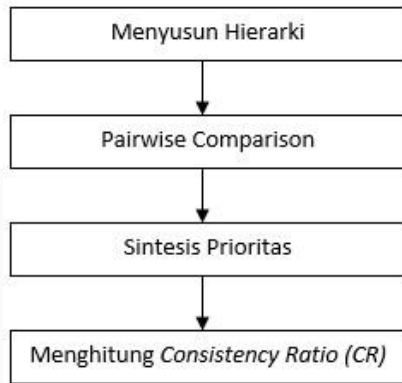 Menyusun Hierarki
Pairwise Comparison
Sintesis Prioritas
Menghitung Consistency Ratio (CR)